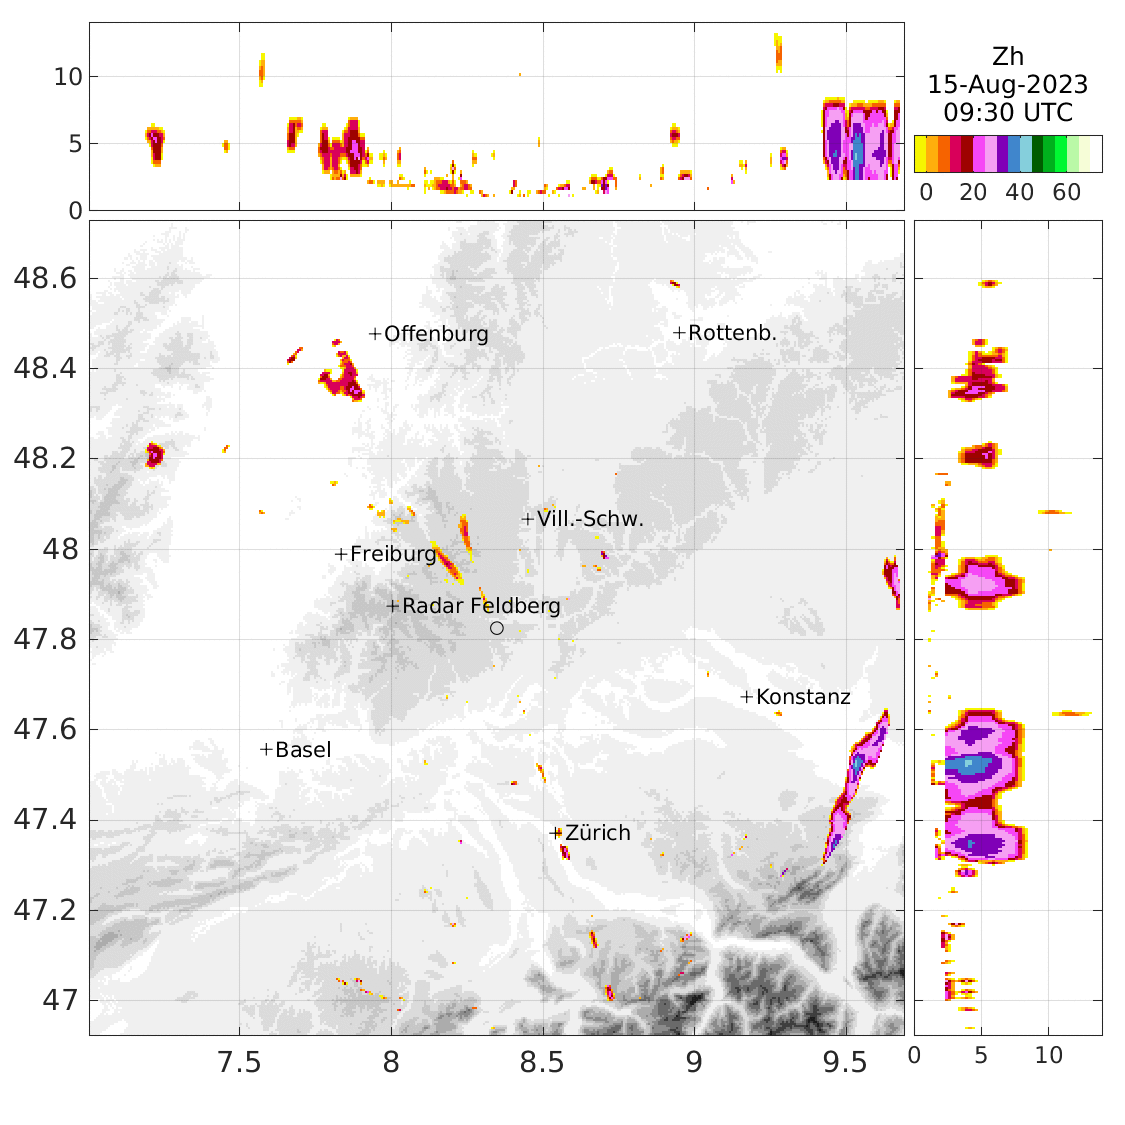 10
5
0
Zh
15-Aug-2023
09:30 UTC
0 20 40 60
48.6
48.4
48.2
48
47.8
47.6
47.4
47.2
47
Offenburg
Rottenb.
Vill.-Schw.
Freiburg
Radar Feldberg
Konstanz
Basel
Zürich
7.5 8 8.5 9 9.5
0 5 10